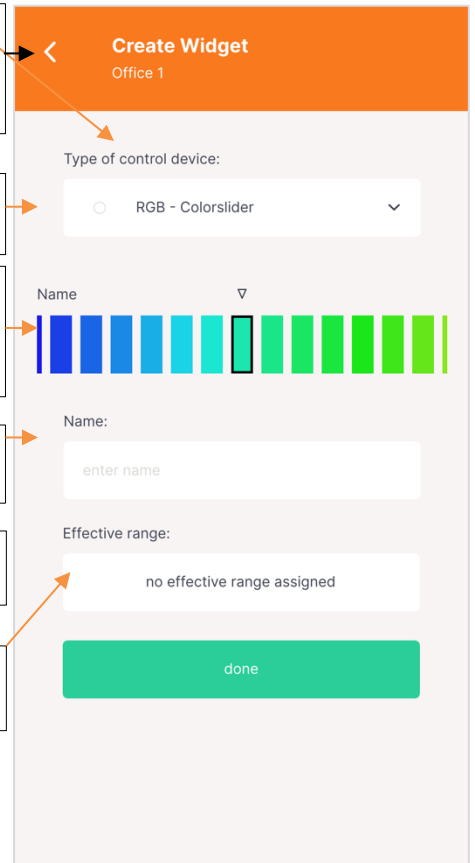 Create Widget
Office 1
Type of control device:
RGB - Colorslider
Name
Name:
enter name
Effective range:
no effective range assigned
done